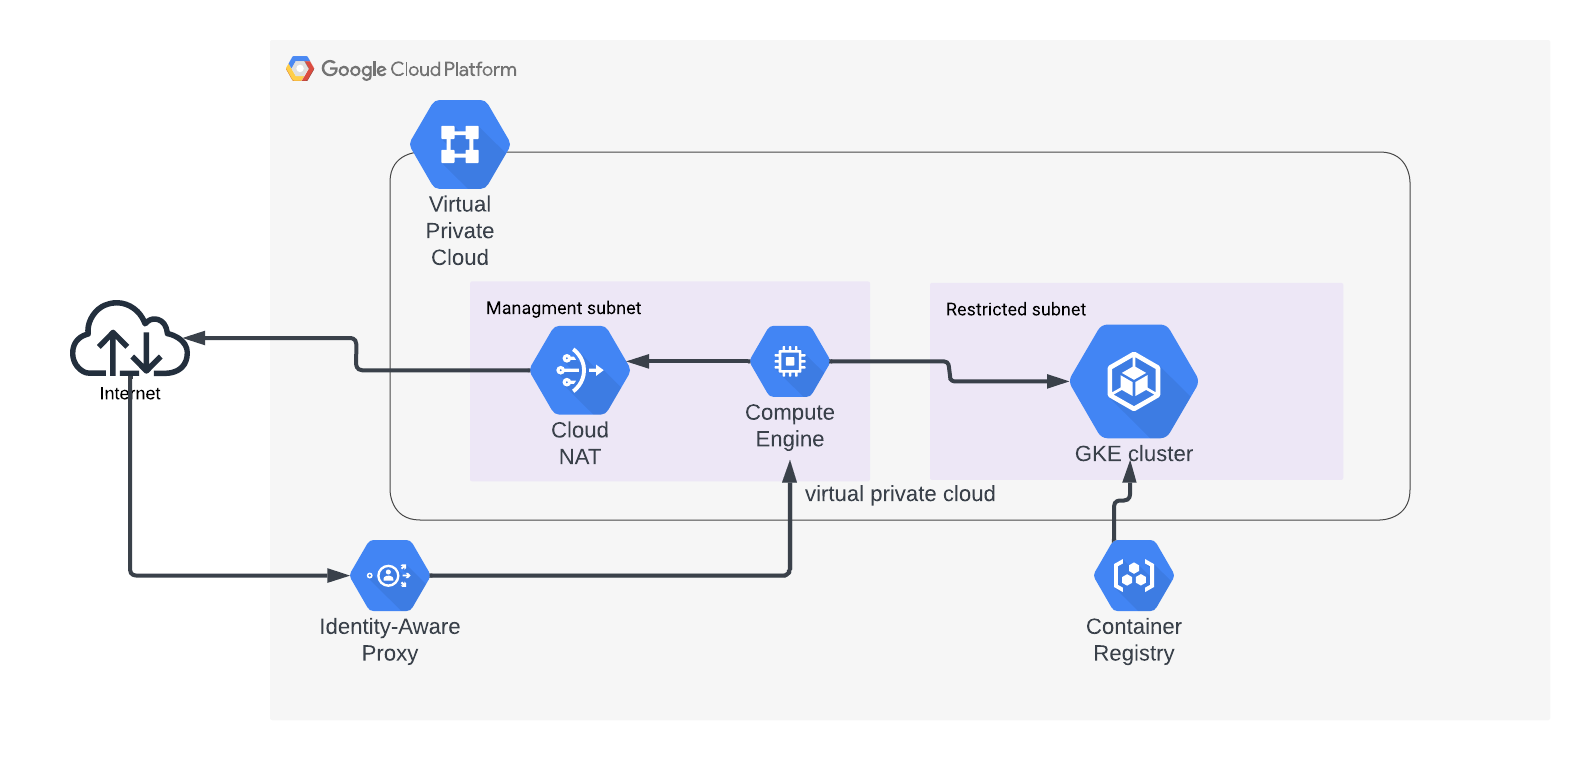 Google Cloud Platform
Virtual
Private
Cloud
Managment subnet
Restricted subnet
Internet
Cloud
NAT
Compute
Engine
GKE cluster
virtual private cloud
Identity-Aware
Proxy
Container
Registry